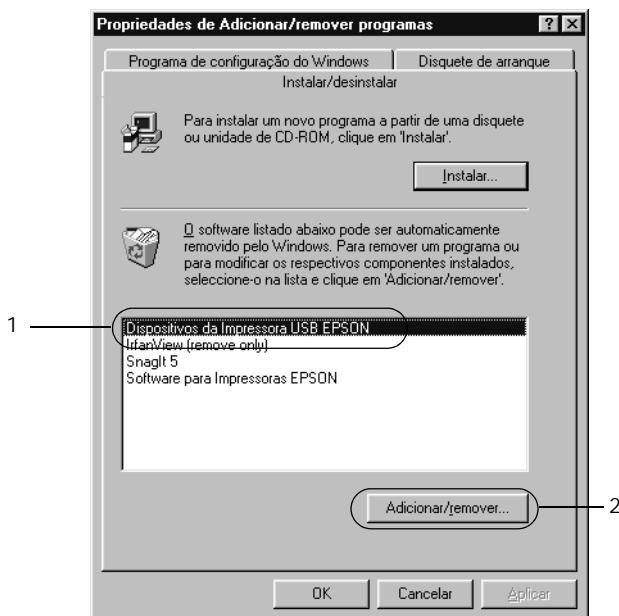 Propriedades de Adicionar/remover programas
Programa de configuração do Windows
Disquete de arranque
Instalar/desinstalar
Para instalar um novo programa a partir de uma disquete
ou unidade de CD-ROM, clique em 'Instalar'.
Instalar...
O software listado abaixo pode ser automaticamente
removido pelo Windows. Para remover um programa ou
para modificar os respectivos componentes instalados,
seleccione-o na lista e clique em 'Adicionar/remover'.
1
Dispositivos da Impressora USB EPSON
IrfanView (remove only)
SnagIt 5
Software para Impressoras EPSON
Adicionar/remover...
2
OK
Cancelar
Aplicar